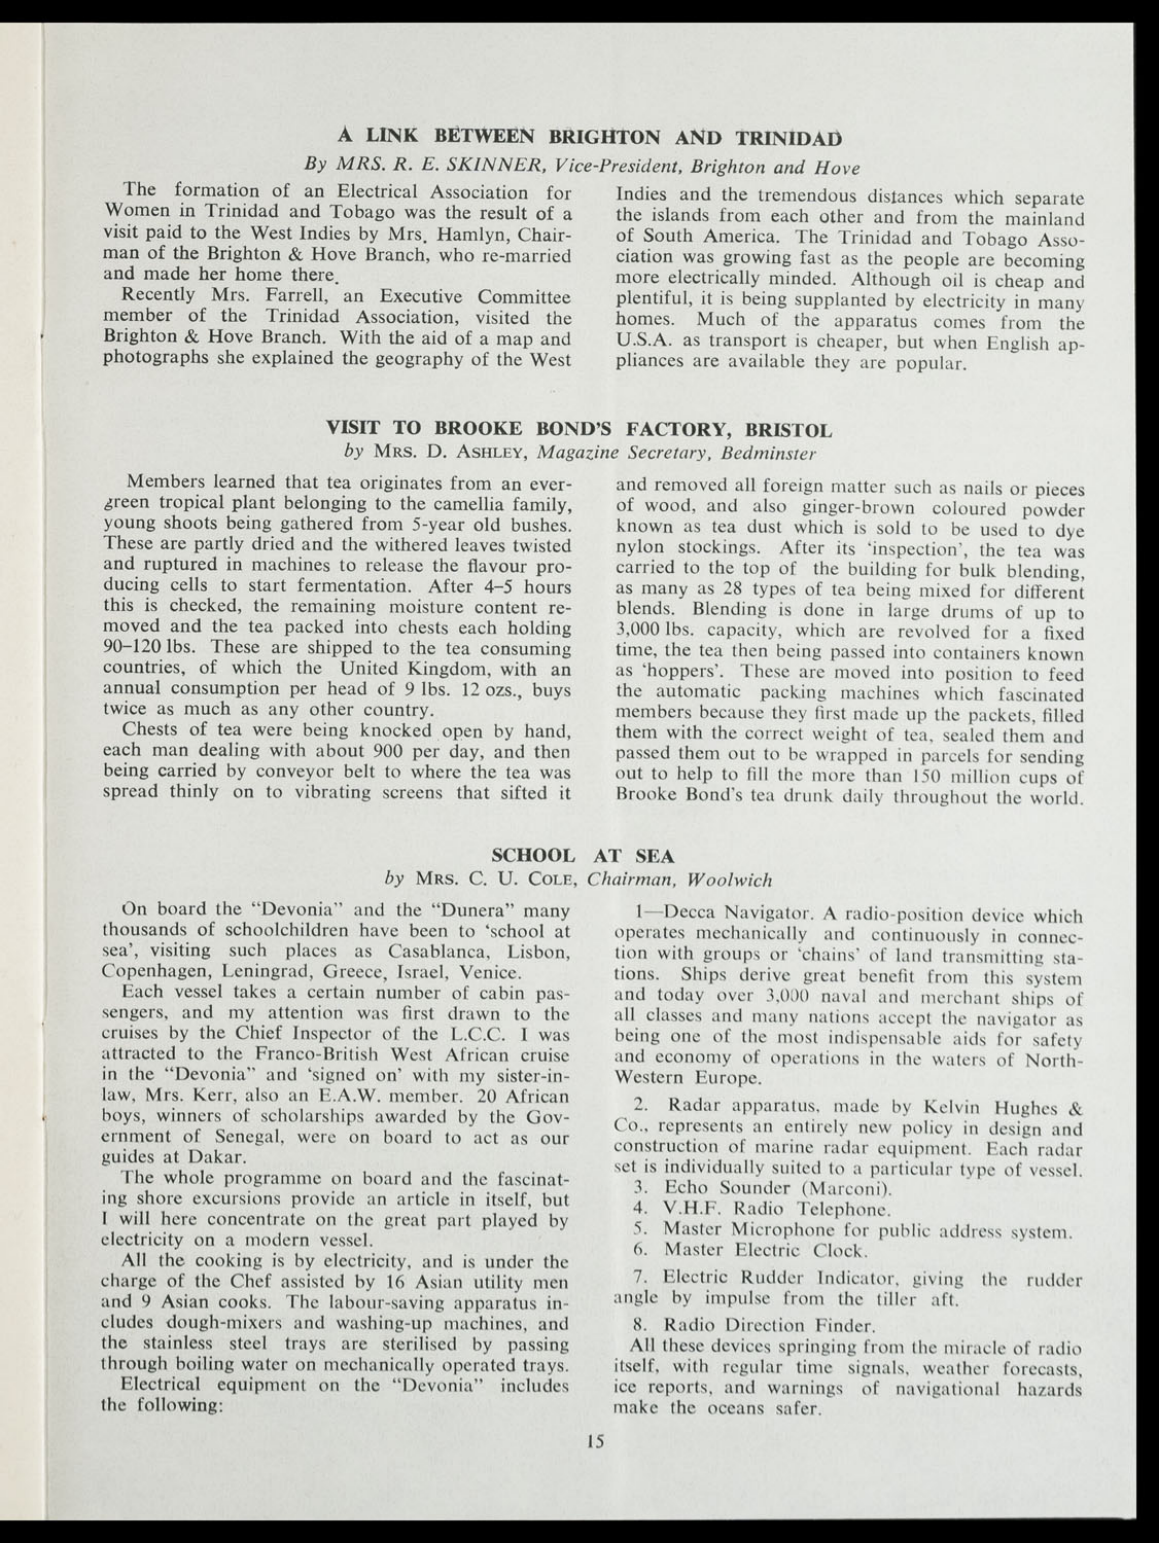 A LINK BETWEEN BRIGHTON AND TRINIDAD
By MRS. R. E. SKINNER, Vice-President, Brighton and Hove
The formation of an Electrical Association for
Women in Trinidad and Tobago was the result of a
visit paid to the West Indies by Mrs. Hamlyn, Chair-
man of the Brighton & Hove Branch, who re-married
and made her home there.
Recently Mrs. Farrell, an Executive Committee
member of the Trinidad Association, visited the
Brighton & Hove Branch. With the aid of a map and
photographs she explained the geography of the West
Indies and the tremendous distances which separate
the islands from each other and from the mainland
of South America. The Trinidad and Tobago Asso-
ciation was growing fast as the people are becoming
more electrically minded. Although oil is cheap and
plentiful, it is being supplanted by electricity in many
homes. Much of the apparatus comes from the
U.S.A. as transport is cheaper, but when English ap-
pliances are available they are popular.
VISIT TO BROOKE BOND'S FACTORY, BRISTOL
by MRS. D. ASHLEY, Magazine Secretary, Bedminster
Members learned that tea originates from an ever-
green tropical plant belonging to the camellia family,
young shoots being gathered from 5-year old bushes.
These are partly dried and the withered leaves twisted
and ruptured in machines to release the flavour pro-
ducing cells to start fermentation. After 4–5 hours
this is checked, the remaining moisture content re-
moved and the tea packed into chests each holding
90–120 lbs. These are shipped to the tea consuming
countries, of which the United Kingdom, with an
annual consumption per head of 9 lbs. 12 ozs., buys
twice as much as any other country.
Chests of tea were being knocked open by hand,
each man dealing with about 900 per day, and then
being carried by conveyor belt to where the tea was
spread thinly on to vibrating screens that sifted it
and removed all foreign matter such as nails or pieces
of wood, and also ginger-brown coloured powder
known as tea dust which is sold to be used to dye
nylon stockings. After its 'inspection', the tea was
carried to the top of the building for bulk blending,
as many as 28 types of tea being mixed for different
blends. Blending is done in large drums of up to
3,000 lbs. capacity, which are revolved for a fixed
time, the tea then being passed into containers known
as 'hoppers'. These are moved into position to feed
the automatic packing machines which fascinated
members because they first made up the packets, filled
them with the correct weight of tea, sealed them and
passed them out to be wrapped in parcels for sending
out to help to fill the more than 150 million cups of
Brooke Bond's tea drunk daily throughout the world.
SCHOOL AT SEA
by MRS. C. U. COLE, Chairman, Woolwich
On board the "Devonia" and the "Dunera" many
thousands of schoolchildren have been to 'school at
sea', visiting such places as Casablanca, Lisbon,
Copenhagen, Leningrad, Greece, Israel, Venice.
Each vessel takes a certain number of cabin pas-
sengers, and my attention was first drawn to the
cruises by the Chief Inspector of the L.C.C. I was
attracted to the Franco-British West African cruise
in the "Devonia" and 'signed on' with my sister-in-
law, Mrs. Kerr, also an E.A.W. member. 20 African
boys, winners of scholarships awarded by the Gov-
ernment of Senegal, were on board to act as our
guides at Dakar.
The whole programme on board and the fascinat-
ing shore excursions provide an article in itself, but
I will here concentrate on the great part played by
electricity on a modern vessel.
All the cooking is by electricity, and is under the
charge of the Chef assisted by 16 Asian utility men
and 9 Asian cooks. The labour-saving apparatus in-
cludes dough-mixers and washing-up machines, and
the stainless steel trays are sterilised by passing
through boiling water on mechanically operated trays.
Electrical equipment on the "Devonia" includes
the following:
1—Decca Navigator. A radio-position device which
operates mechanically and continuously in connec-
tion with groups or 'chains' of land transmitting sta-
tions. Ships derive great benefit from this system
and today over 3,000 naval and merchant ships of
all classes and many nations accept the navigator as
being one of the most indispensable aids for safety
and economy of operations in the waters of North-
Western Europe.
2. Radar apparatus, made by Kelvin Hughes &
Co., represents an entirely new policy in design and
construction of marine radar equipment. Each radar
set is individually suited to a particular type of vessel.
3. Echo Sounder (Marconi).
4. V.H.F. Radio Telephone.
5. Master Microphone for public address system.
6. Master Electric Clock.
7. Electric Rudder Indicator, giving the rudder
angle by impulse from the tiller aft.
8. Radio Direction Finder.
All these devices springing from the miracle of radio
itself, with regular time signals, weather forecasts,
ice reports, and warnings of navigational hazards
make the oceans safer.
15